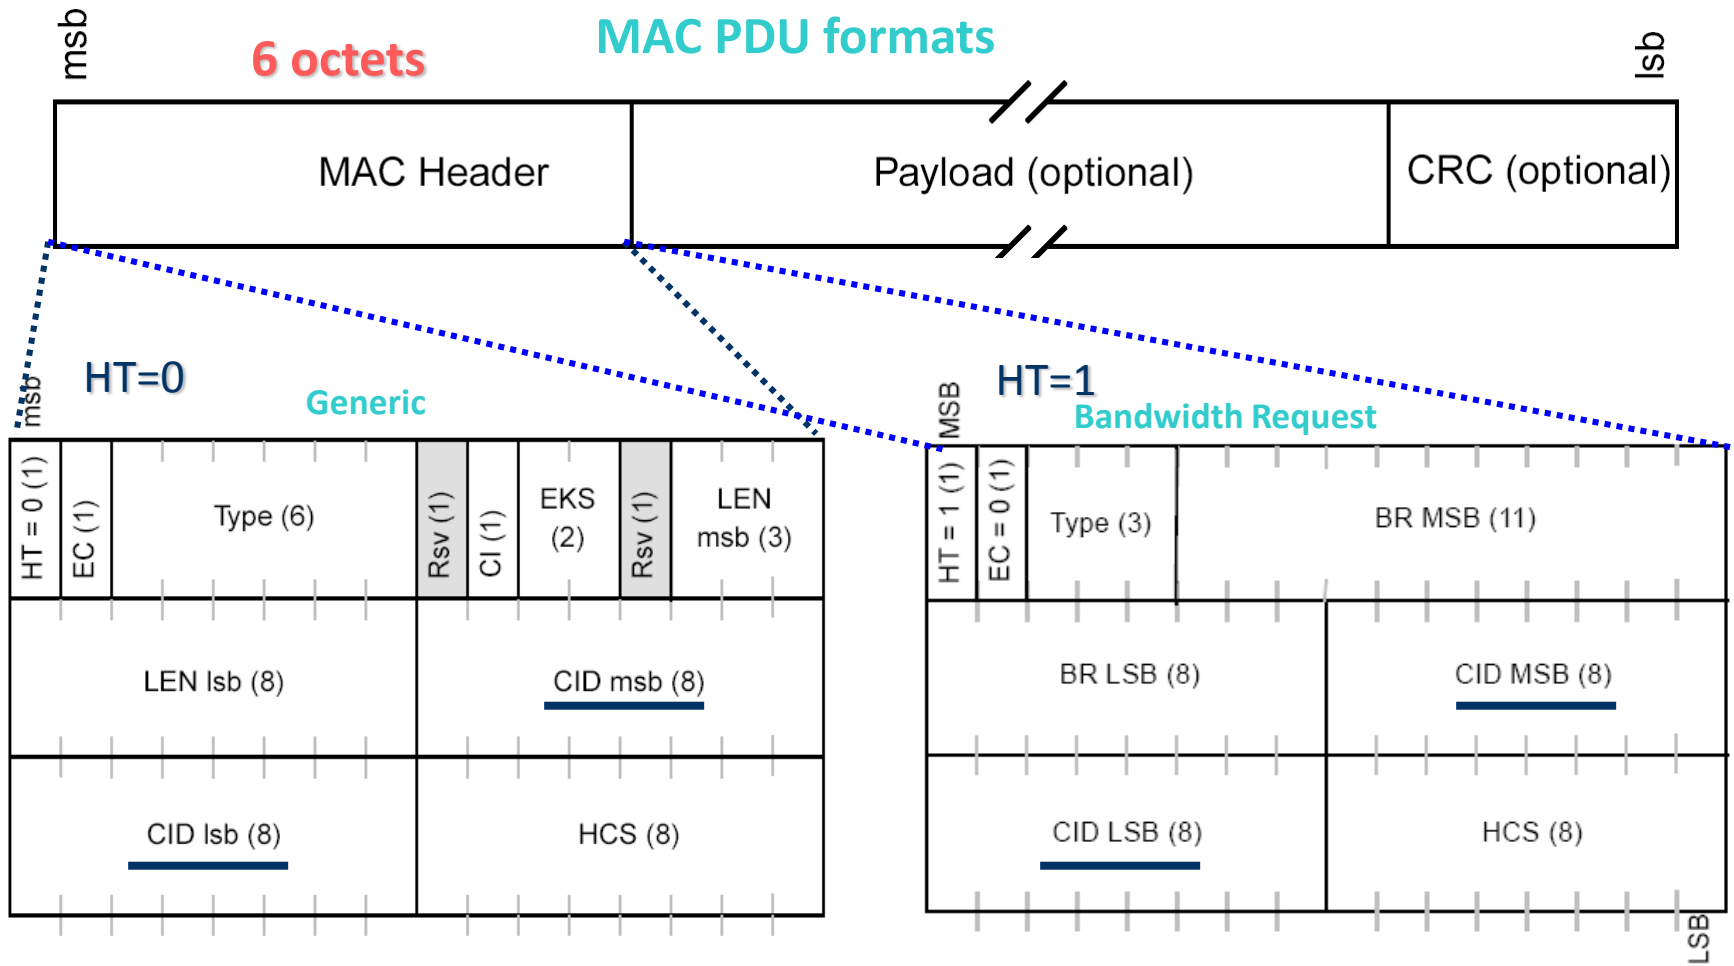 msb
6 octets
MAC PDU formats
lsb
MAC Header
Payload (optional)
CRC (optional)
HT=0
msb
Generic
HT = 0 (1)
EC (1)
Type (6)
Rsv (1)
CI (1)
EKS
(2)
Rsv (1)
LEN
msb (3)
LEN lsb (8)
CID msb (8)
CID lsb (8)
HCS (8)
HT=1
MSB
Bandwidth Request
HT = 1 (1)
EC = 0 (1)
Type (3)
BR MSB (11)
BR LSB (8)
CID MSB (8)
CID LSB (8)
HCS (8)
LSB